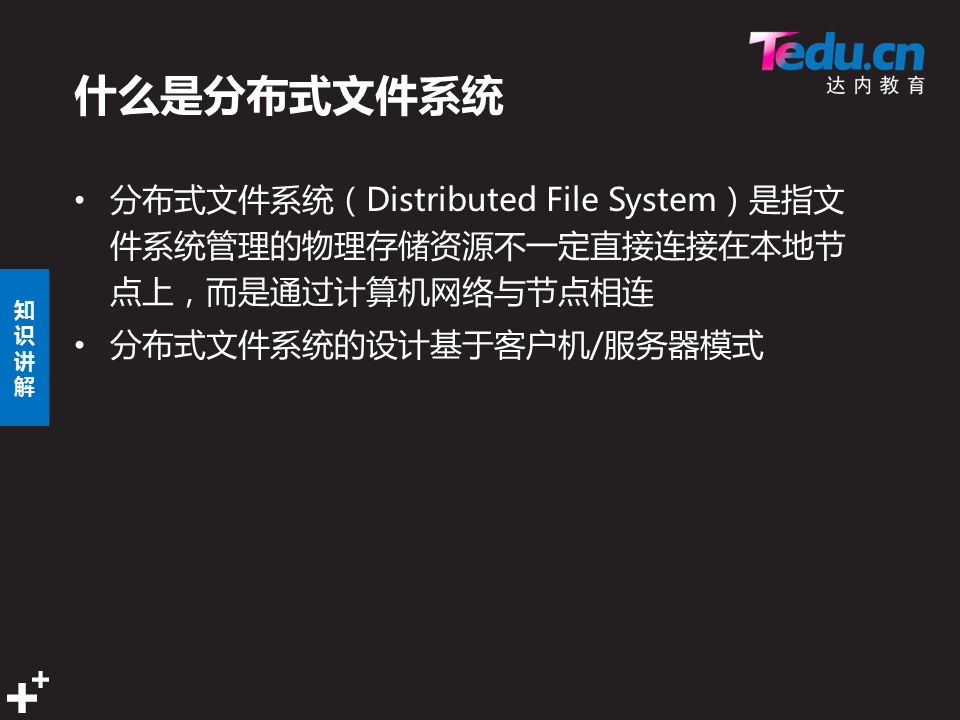 Tedu.cn
达内教育
什么是分布式文件系统
• 分布式文件系统（Distributed File System）是指文
件系统管理的物理存储资源不一定直接连接在本地节
点上，而是通过计算机网络与节点相连
• 分布式文件系统的设计基于客户机/服务器模式
知
识
讲
解